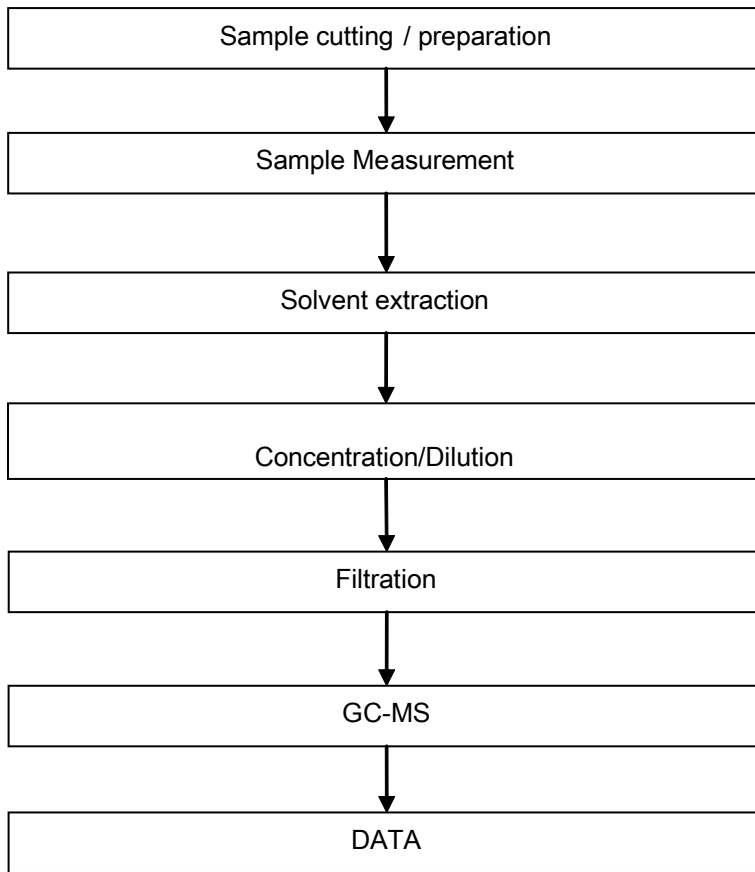 Sample cutting / preparation
Sample Measurement
Solvent extraction
Concentration/Dilution
Filtration
GC-MS
DATA